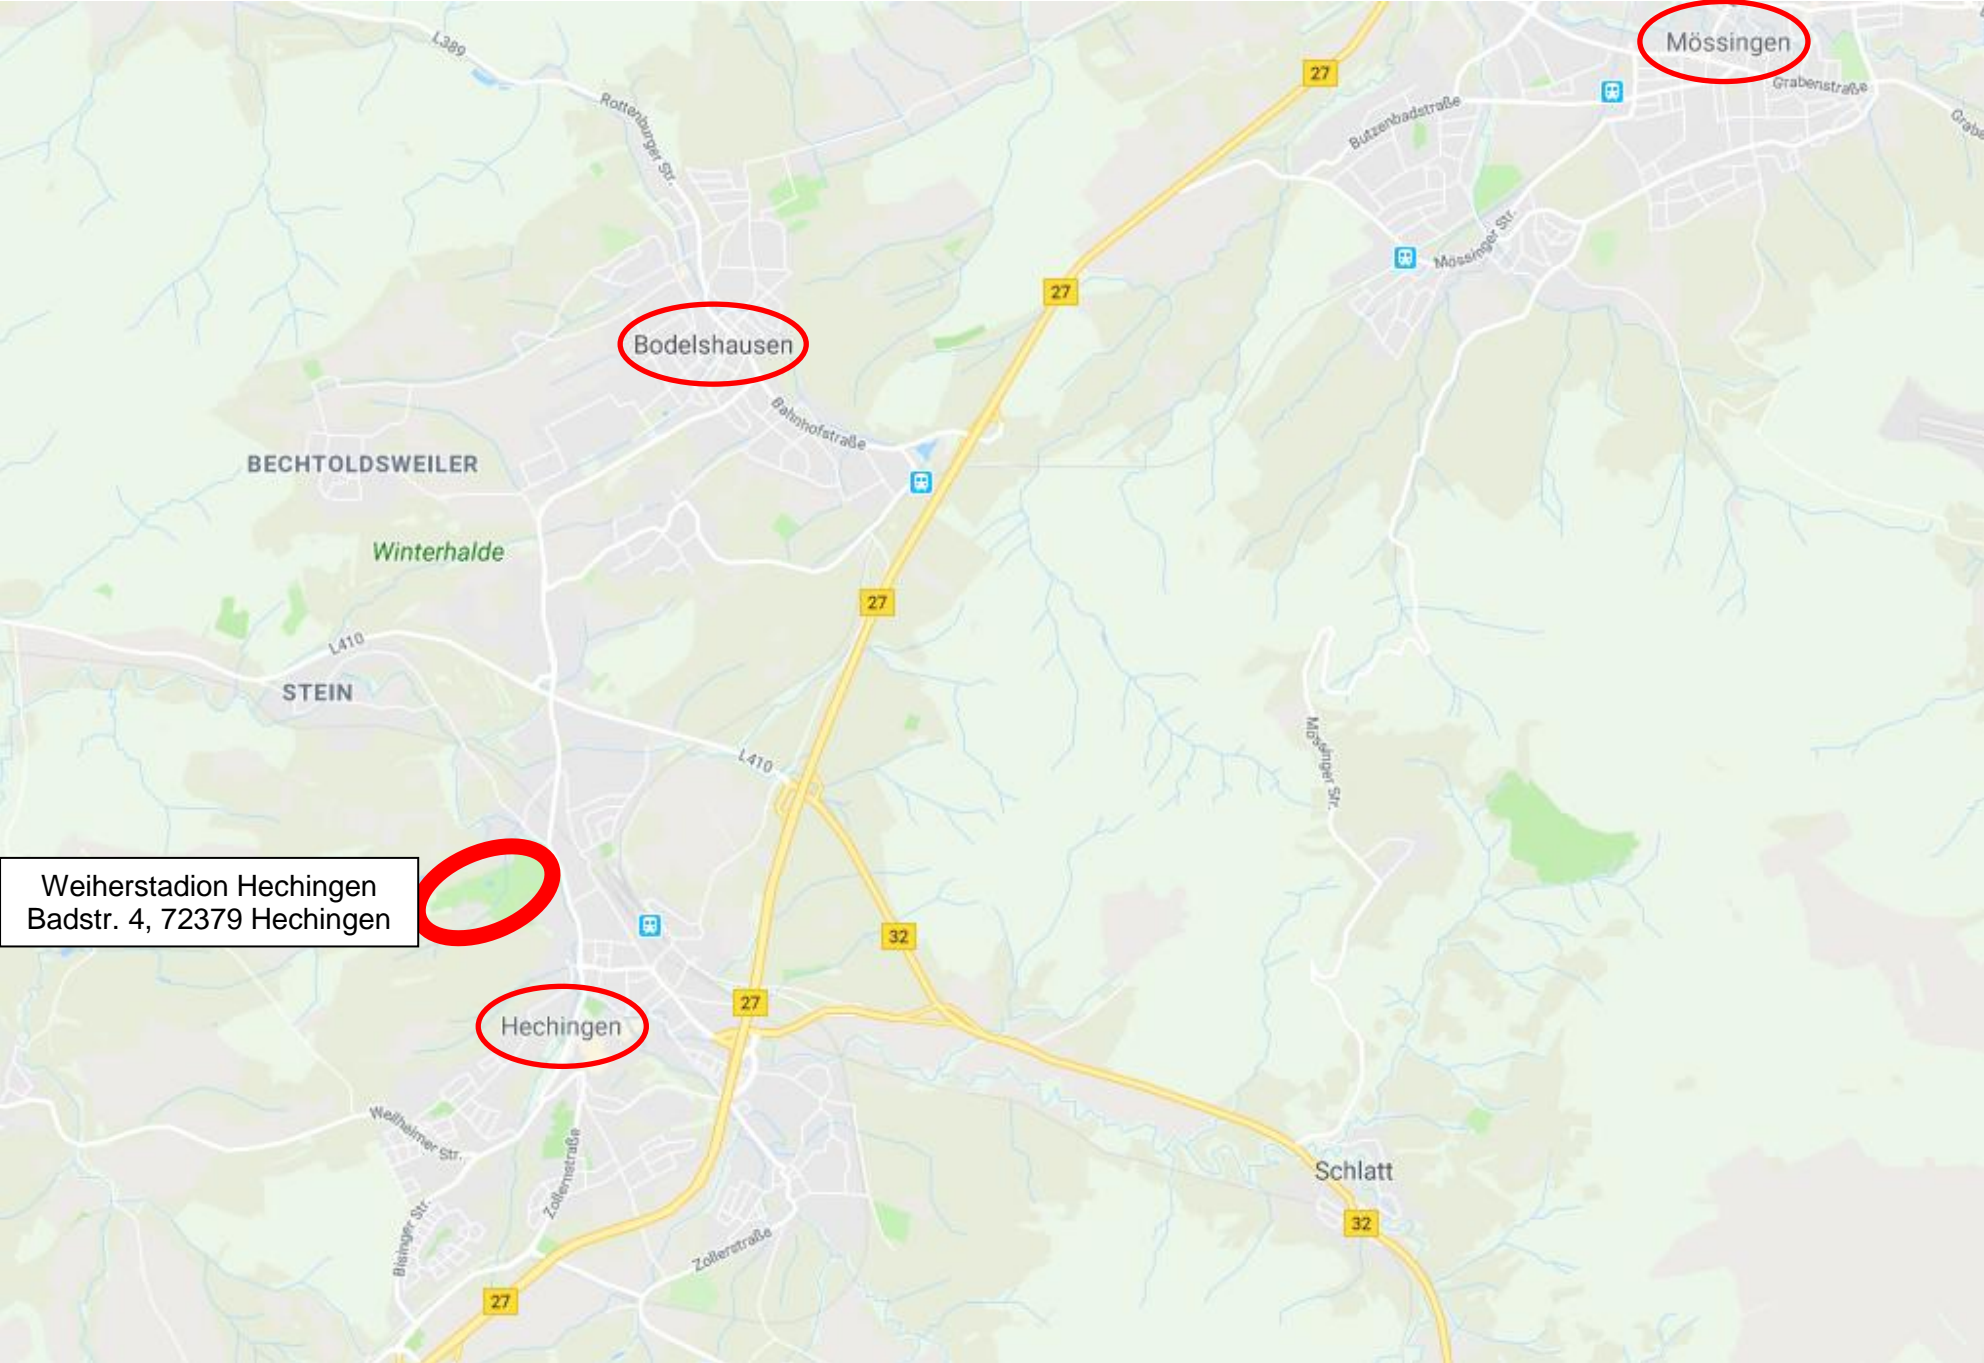 L389
27
Mössingen
Grabenstraße
Rottenburger Str.
Butzenbadstraße
Mössinger Str.
27
Bodelshausen
Bahnhofstraße
BECHTOLDSWEILER
Winterhalde
27
L410
STEIN
L410
Mössinger Str.
Weiherstadion Hechingen
Badstr. 4, 72379 Hechingen
32
27
Hechingen
Weilheimer Str.
Zollernstraße
Schlatt
Bisinger Str.
Zollerstraße
32
27